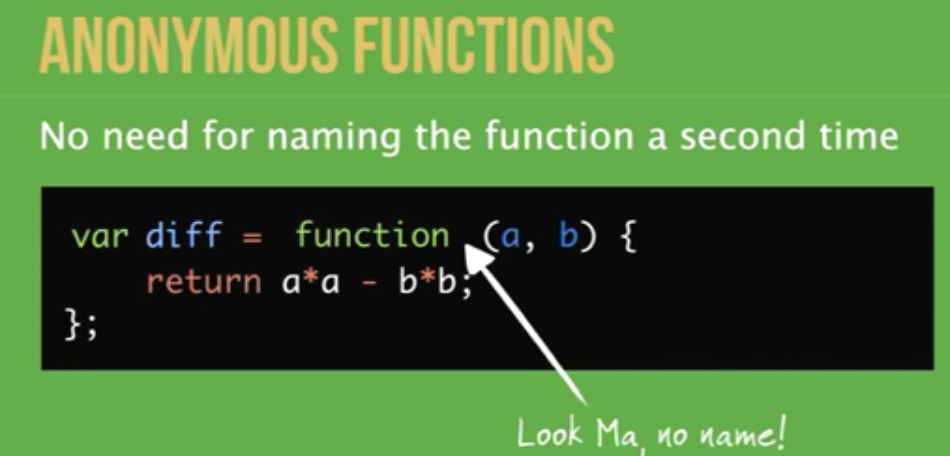 ANONYMOUS FUNCTIONS
No need for naming the function a second time
var diff = function (a, b) {
    return a*a - b*b;
};
Look Ma, no name!